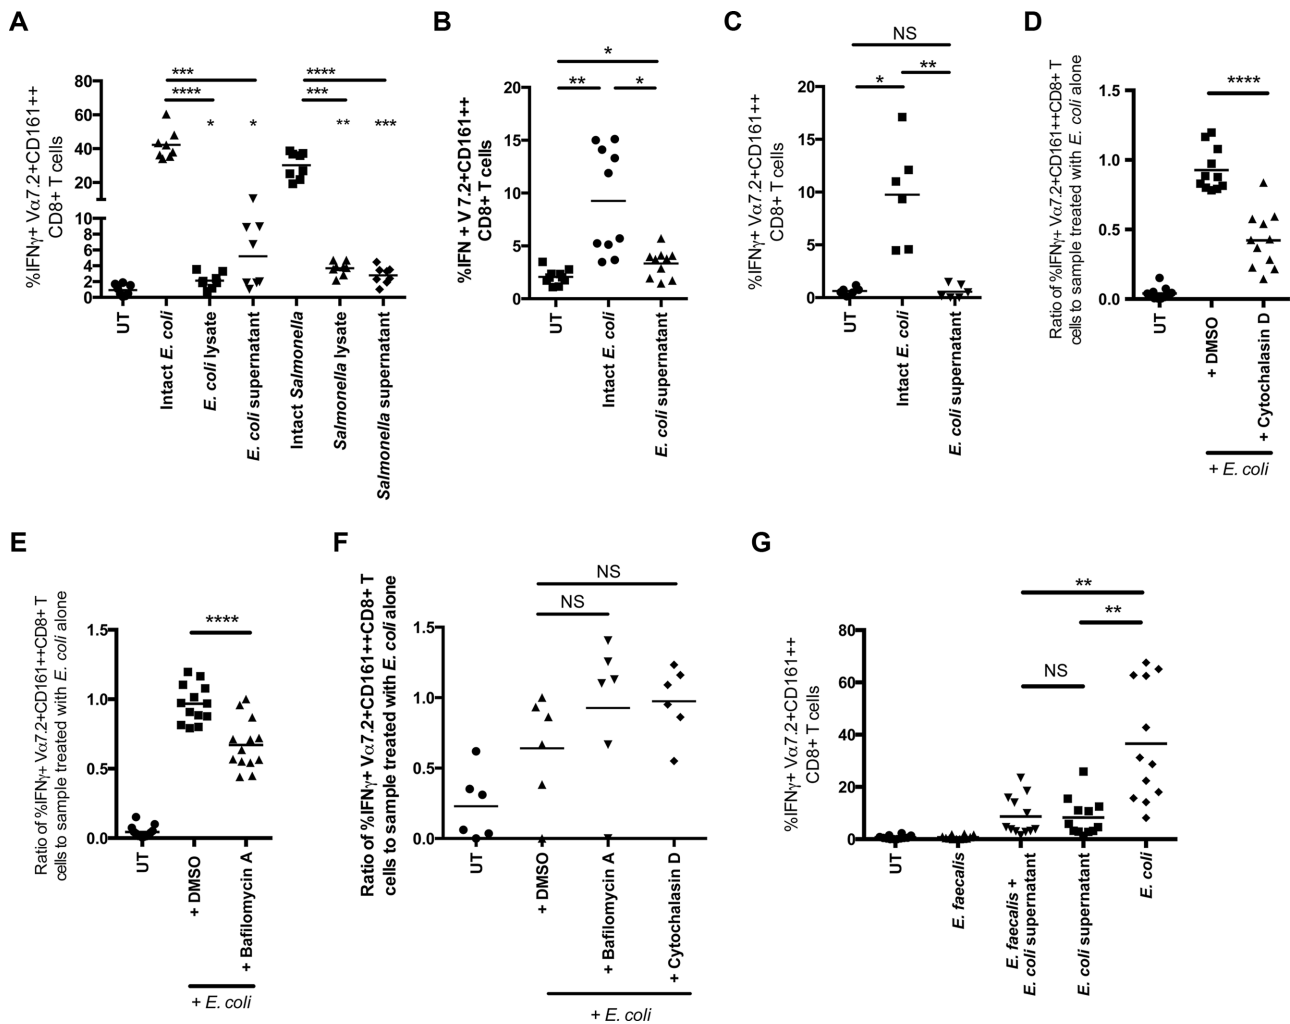 A
%IFNγ+ Vα7.2+CD161++
CD8+ T cells
80
60
40
20
10
8
6
4
2
0
***
****
****
***
*
*
**
***
UT
Intact E. coli
E. coli lysate
E. coli supernatant
Intact Salmonella
Salmonella lysate
Salmonella supernatant
B
%IFN + V 7.2+CD161++
CD8+ T cells
20
15
10
5
0
*
**
*
UT
Intact E. coli
E. coli supernatant
C
%IFNγ+ Vα7.2+CD161++
CD8+ T cells
20
15
10
5
0
NS
*
**
UT
Intact E. coli
E. coli supernatant
D
Ratio of %IFNγ+ Vα7.2+CD161++CD8+ T
cells to sample treated with E. coli alone
1.5
1.0
0.5
0.0
****
UT
+ DMSO
+ Cytochalasin D
+ E. coli
E
Ratio of %IFNγ+ Vα7.2+CD161++CD8+ T
cells to sample treated with E. coli alone
1.5
1.0
0.5
0.0
****
UT
+ DMSO
+ Bafilomycin A
+ E. coli
F
Ratio of %IFNγ+ Vα7.2+CD161++CD8+ T
cells to sample treated with E. coli alone
1.5
1.0
0.5
0.0
NS
NS
UT
+ DMSO
+ Bafilomycin A
+ Cytochalasin D
+ E. coli
G
%IFNγ+ Vα7.2+CD161++
CD8+ T cells
80
60
40
20
0
**
**
NS
UT
E. faecalis
E. faecalis +
E. coli supernatant
E. coli supernatant
E. coli